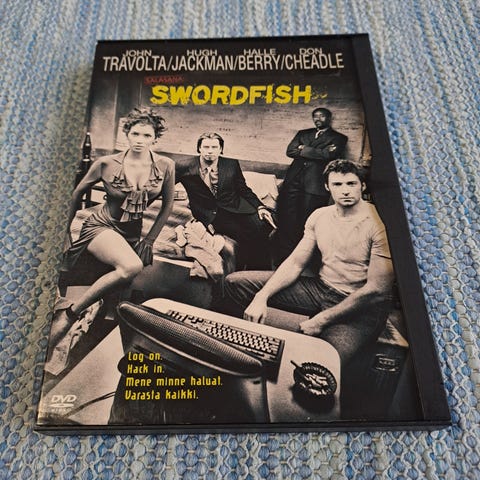 JOHN HUGH HALLE DON
TRAVOLTA/JACKMAN/BERRY/CHEADLE
SALASANA:
SWORDFISH
Log on.
Hack in.
Mene minne haluat.
Varasta kaikki.
DVD